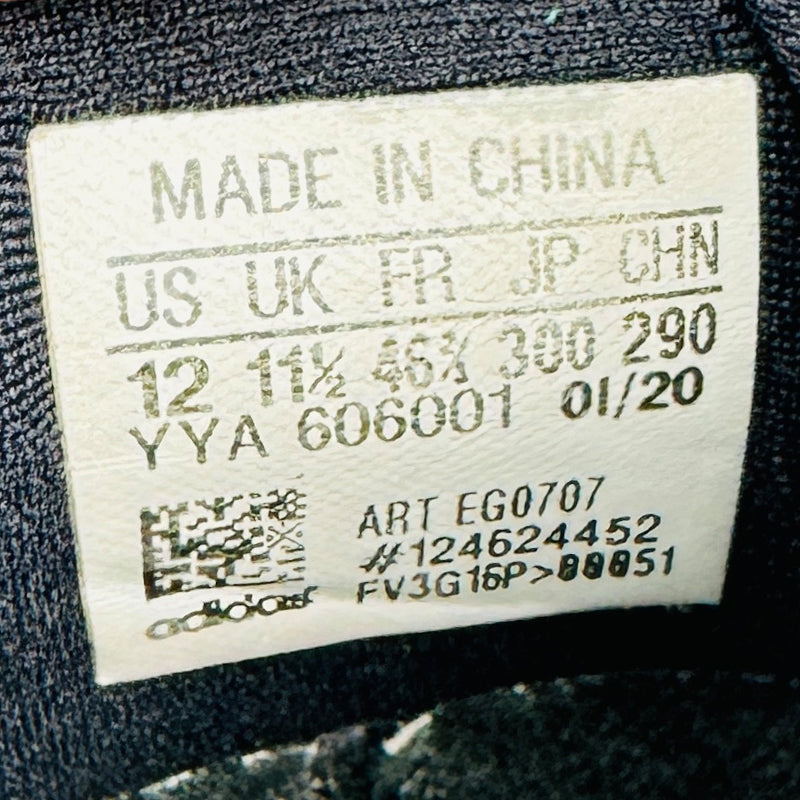 MADE IN CHINA
US UK FR JP CHN
12 11½ 46⅔ 300 290
YYA 606001 01/20
ART EG0707
#124624452
FV3G16P>00051
adidas